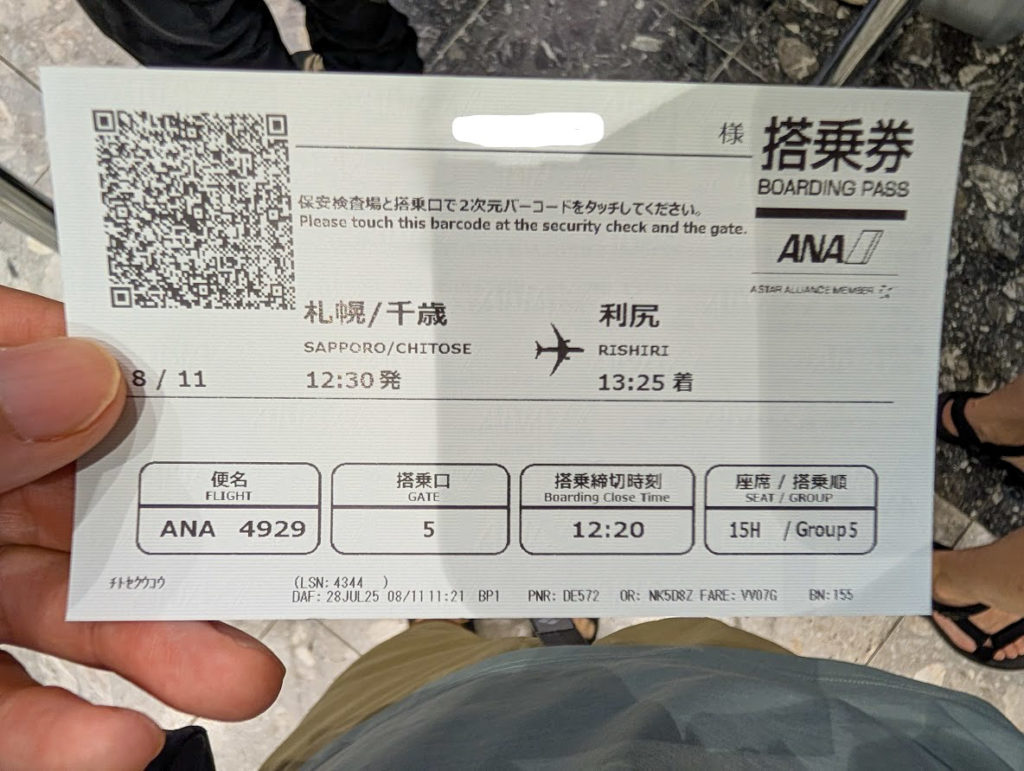 様
搭乗券
BOARDING PASS
保安検査場と搭乗口で2次元バーコードをタッチしてください。
Please touch this barcode at the security check and the gate.
ANA
A STAR ALLIANCE MEMBER
札幌/千歳 利尻
SAPPORO/CHITOSE RISHIRI
8 / 11 12:30発 13:25着
便名 搭乗口 搭乗締切時刻 座席 / 搭乗順
FLIGHT GATE Boarding Close Time SEAT / GROUP
ANA 4929 5 12:20 15H / Group5
チトセクウコウ (LSN: 4344 )
DAF: 28JUL25 08/11 11:21 BP1 PNR: DE572 OR: NK5D8Z FARE: VV07G BN:155